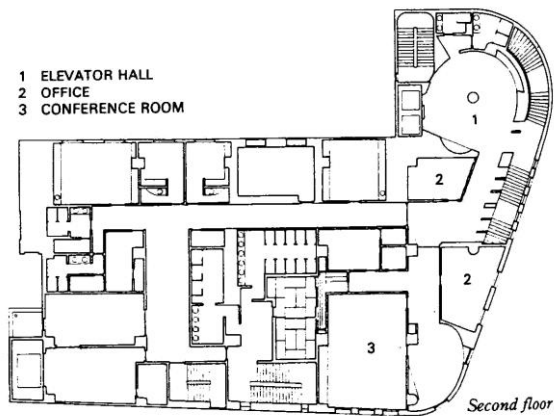 1 ELEVATOR HALL
2 OFFICE
3 CONFERENCE ROOM
1
2
2
3
Second floor